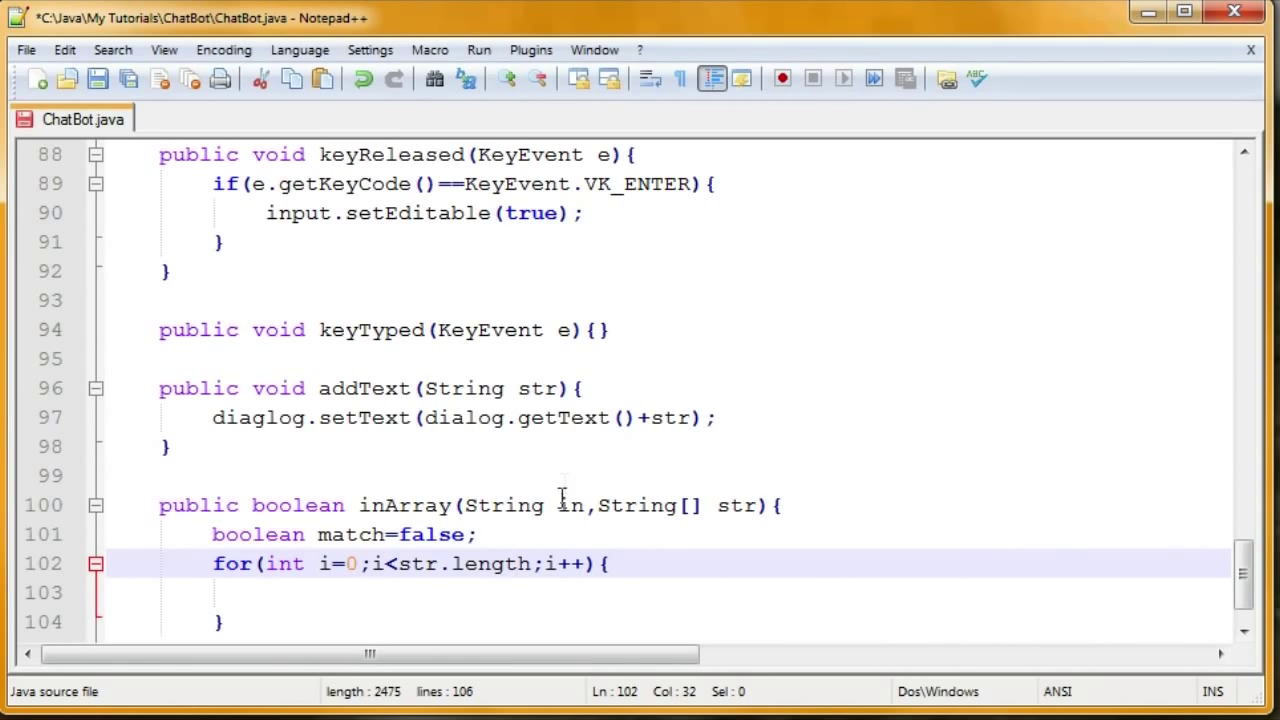 *C:\Java\My Tutorials\ChatBot\ChatBot.java - Notepad++
File Edit Search View Encoding Language Settings Macro Run Plugins Window ? X
ABC
ChatBot.java
88 public void keyReleased(KeyEvent e){
89 if(e.getKeyCode()==KeyEvent.VK_ENTER){
90 input.setEditable(true);
91 }
92 }
93
94 public void keyTyped(KeyEvent e){}
95
96 public void addText(String str){
97 diaglog.setText(dialog.getText()+str);
98 }
99
100 public boolean inArray(String in,String[] str){
101 boolean match=false;
102 for(int i=0;i<str.length;i++){
103
104 }
Java source file length : 2475 lines : 106 Ln : 102 Col : 32 Sel : 0 Dos\Windows ANSI INS